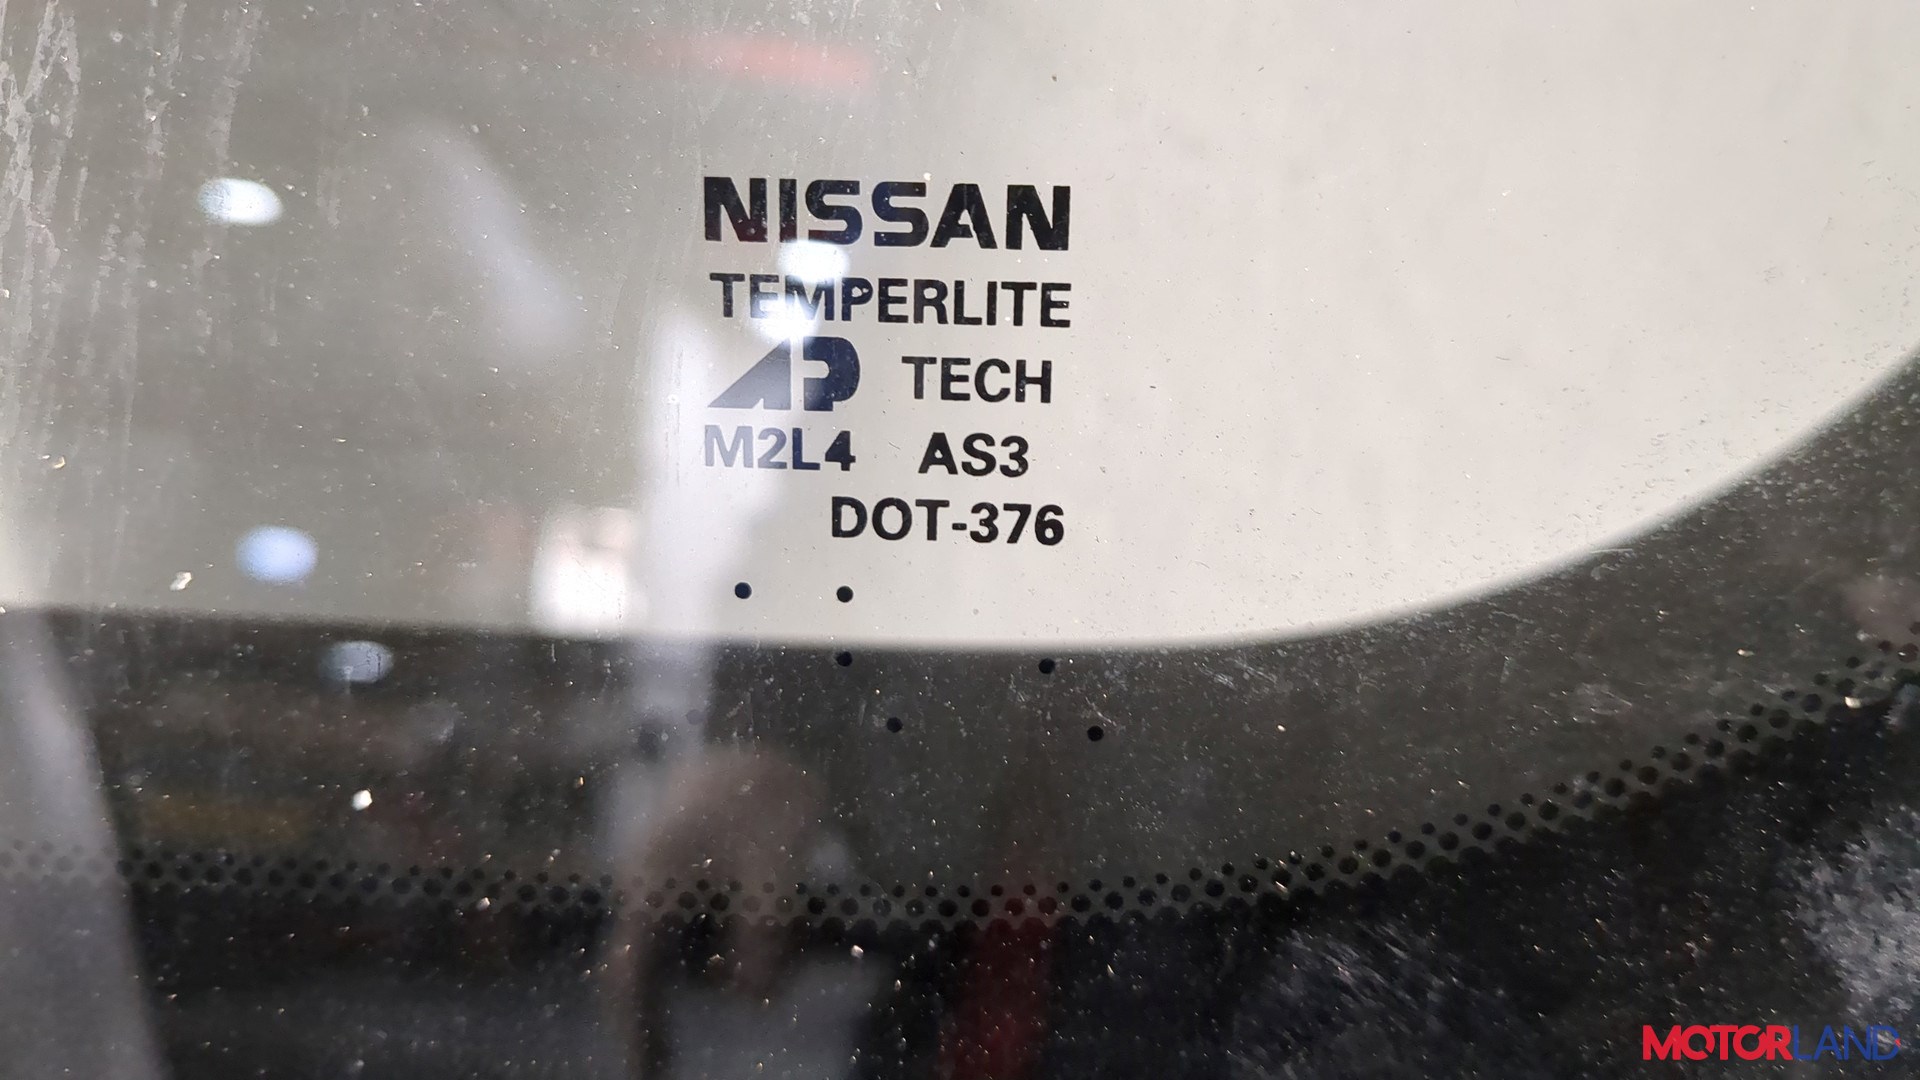 NISSAN
TEMPERLITE
AP TECH
M2L4 AS3
DOT-376
MOTORLAND